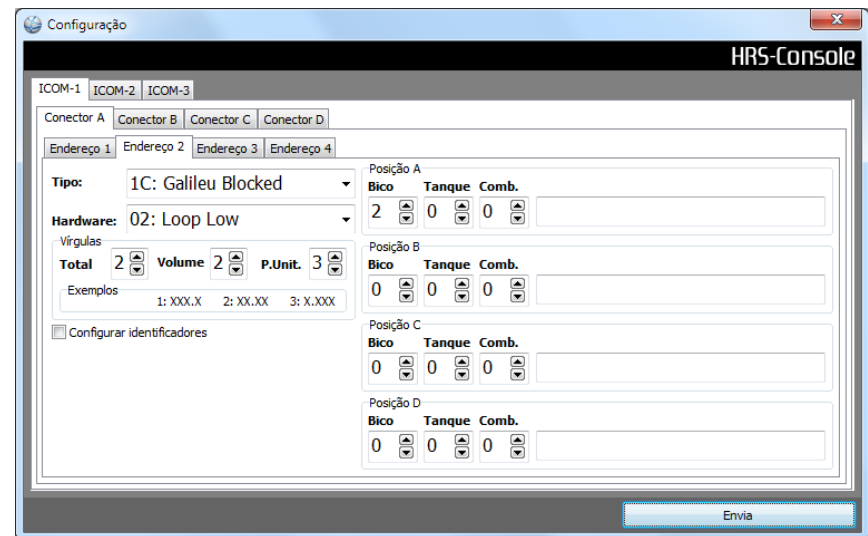 Configuração
HRS-Console
ICOM-1 ICOM-2 ICOM-3
Conector A Conector B Conector C Conector D
Endereço 1 Endereço 2 Endereço 3 Endereço 4
Tipo: 1C: Galileu Blocked
Hardware: 02: Loop Low
Vírgulas
Total 2 Volume 2 P.Unit. 3
Exemplos
1: XXX.X 2: XX.XX 3: X.XXX
Configurar identificadores
Posição A
Bico Tanque Comb.
2 0 0
Posição B
Bico Tanque Comb.
0 0 0
Posição C
Bico Tanque Comb.
0 0 0
Posição D
Bico Tanque Comb.
0 0 0
Envia